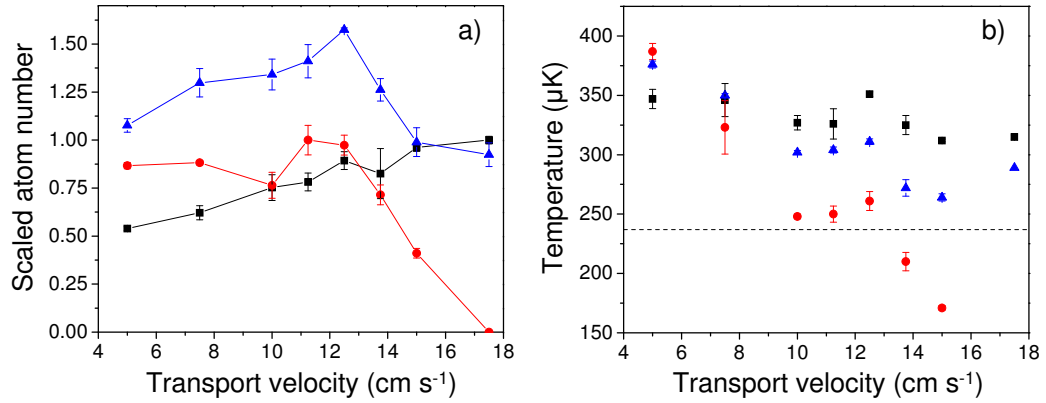 a)
Scaled atom number
1.50
1.25
1.00
0.75
0.50
0.25
0.00
4 6 8 10 12 14 16 18
Transport velocity (cm s⁻¹)
b)
Temperature (µK)
400
350
300
250
200
150
4 6 8 10 12 14 16 18
Transport velocity (cm s⁻¹)